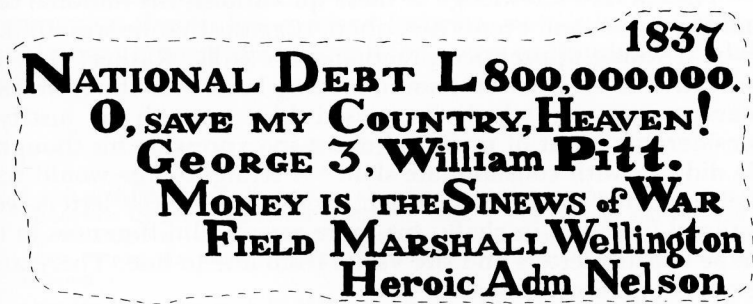 1837
NATIONAL DEBT L800,000,000.
O, SAVE MY COUNTRY, HEAVEN!
GEORGE 3, William Pitt.
MONEY IS THE SINEWS of WAR
FIELD MARSHALL Wellington
Heroic Adm Nelson